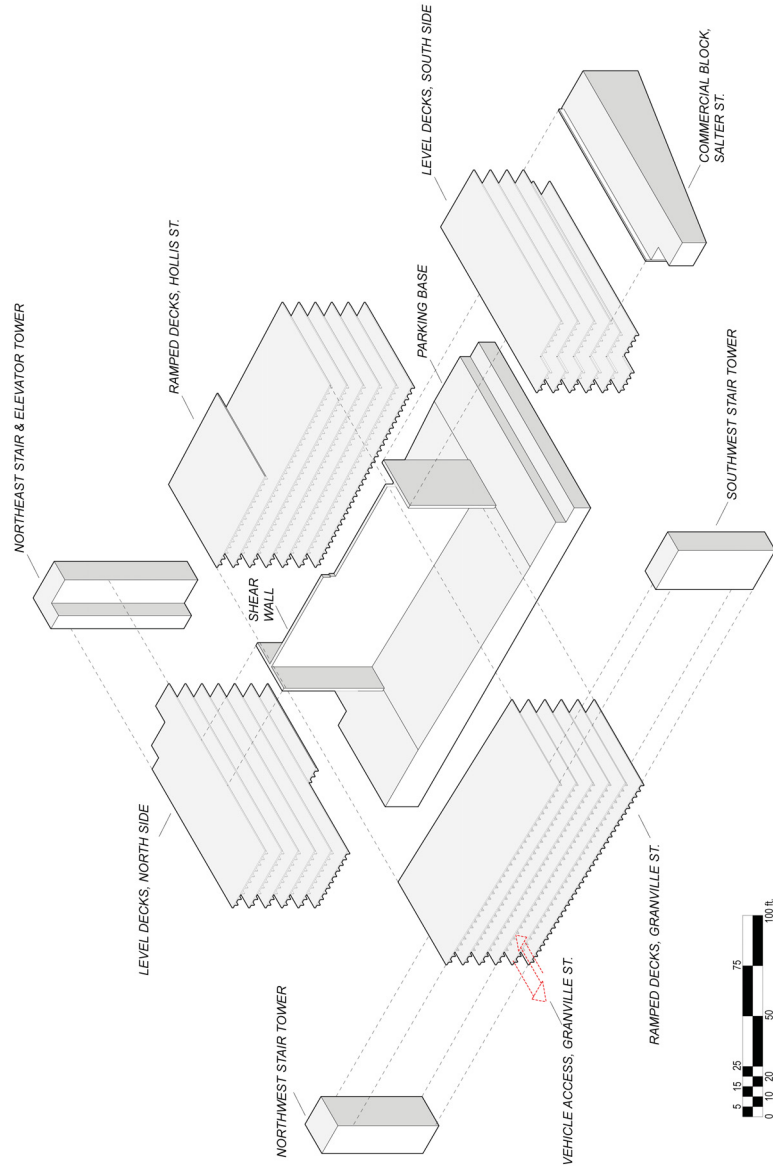 NORTHEAST STAIR & ELEVATOR TOWER
RAMPED DECKS, HOLLIS ST.
LEVEL DECKS, SOUTH SIDE
COMMERCIAL BLOCK,
SALTER ST.
LEVEL DECKS, NORTH SIDE
SHEAR
WALL
PARKING BASE
NORTHWEST STAIR TOWER
SOUTHWEST STAIR TOWER
VEHICLE ACCESS, GRANVILLE ST.
RAMPED DECKS, GRANVILLE ST.
5 15 25 75
0 10 20 50 100 ft.